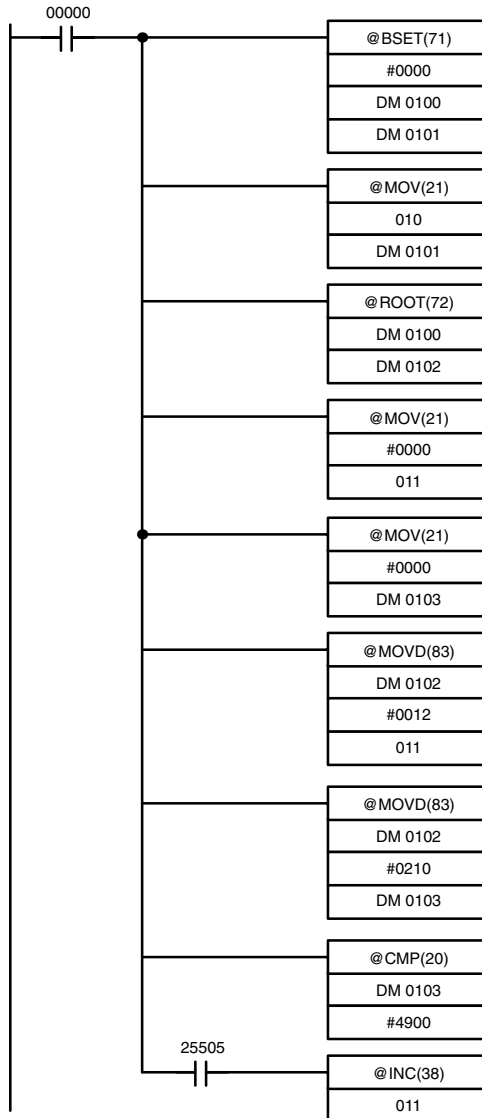 00000
@BSET(71)
#0000
DM 0100
DM 0101
@MOV(21)
010
DM 0101
@ROOT(72)
DM 0100
DM 0102
@MOV(21)
#0000
011
@MOV(21)
#0000
DM 0103
@MOVD(83)
DM 0102
#0012
011
@MOVD(83)
DM 0102
#0210
DM 0103
@CMP(20)
DM 0103
#4900
25505
@INC(38)
011